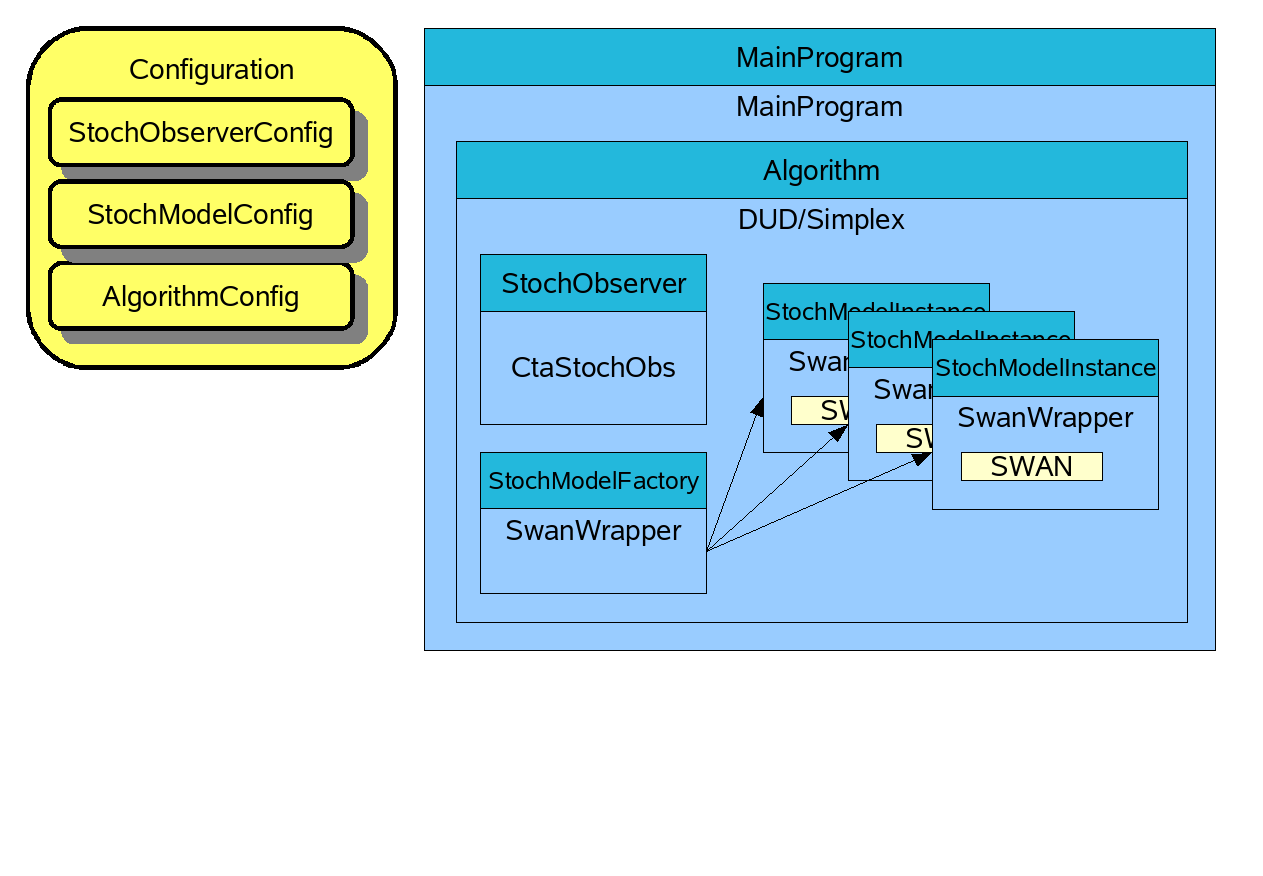 Configuration
StochObserverConfig
StochModelConfig
AlgorithmConfig
MainProgram
MainProgram
Algorithm
DUD/Simplex
StochObserver
CtaStochObs
StochModelFactory
SwanWrapper
StochModelInstance
Swan
SW
StochModelInstance
Swan
SW
StochModelInstance
SwanWrapper
SWAN